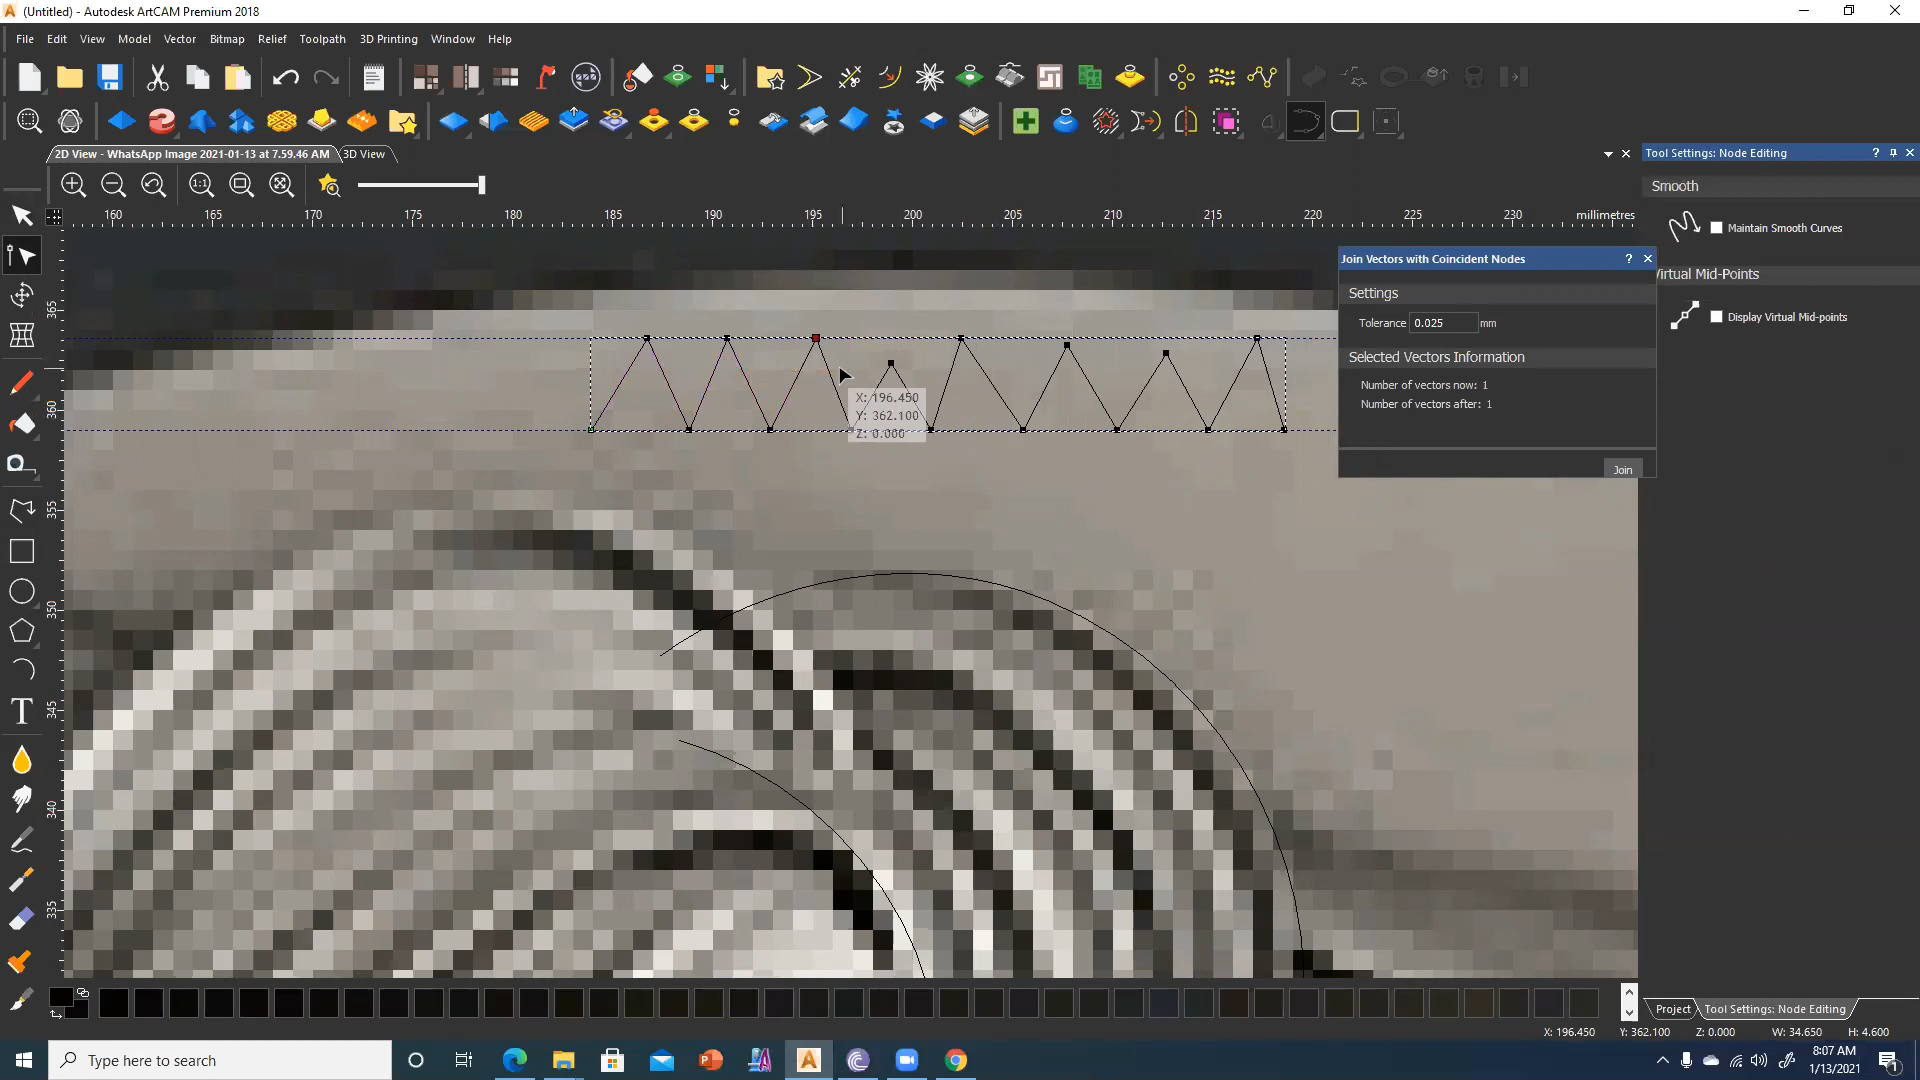 (Untitled) - Autodesk ArtCAM Premium 2018
File Edit View Model Vector Bitmap Relief Toolpath 3D Printing Window Help
2D View - WhatsApp Image 2021-01-13 at 7.59.46 AM 3D View
Tool Settings: Node Editing
Smooth
1:1
160 165 170 175 180 185 190 195 200 205 210 215 220 225 230 millimetres
Maintain Smooth Curves
Join Vectors with Coincident Nodes
Virtual Mid-Points
Settings
Display Virtual Mid-points
Tolerance 0.025 mm
Selected Vectors Information
Number of vectors now: 1
Number of vectors after: 1
Join
X: 196.450
Y: 362.100
Z: 0.000
365
360
355
350
345
340
335
Project Tool Settings: Node Editing
X: 196.450 Y: 362.100 Z: 0.000 W: 34.650 H: 4.600
Type here to search
8:07 AM
1/13/2021